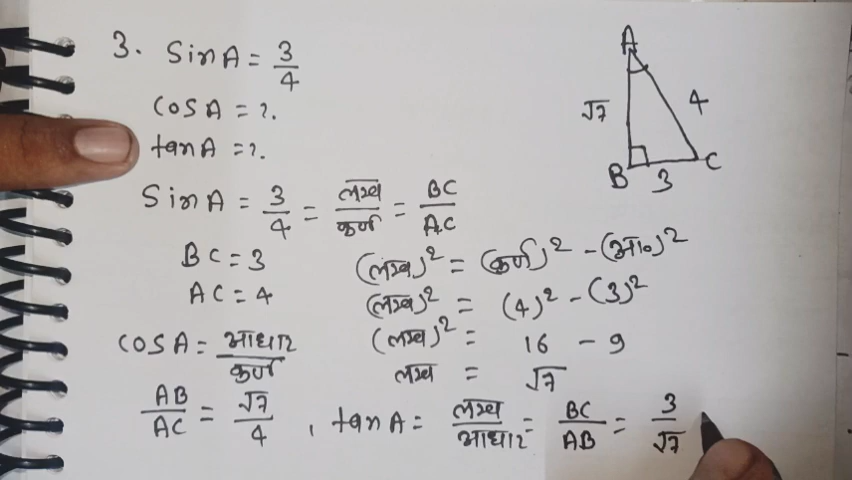 3. Sin A = 3/4
A
cos A = ?.
√7 4
tan A = ?.
B 3 C
Sin A = 3/4 = लम्ब/कर्ण = BC/AC
BC = 3
(लम्ब)² = (कर्ण)² - (आ०)²
AC = 4
(लम्ब)² = (4)² - (3)²
cos A = आधार/कर्ण
(लम्ब)² = 16 - 9
लम्ब = √7
AB/AC = √7/4 , tan A = लम्ब/आधार = BC/AB = 3/√7